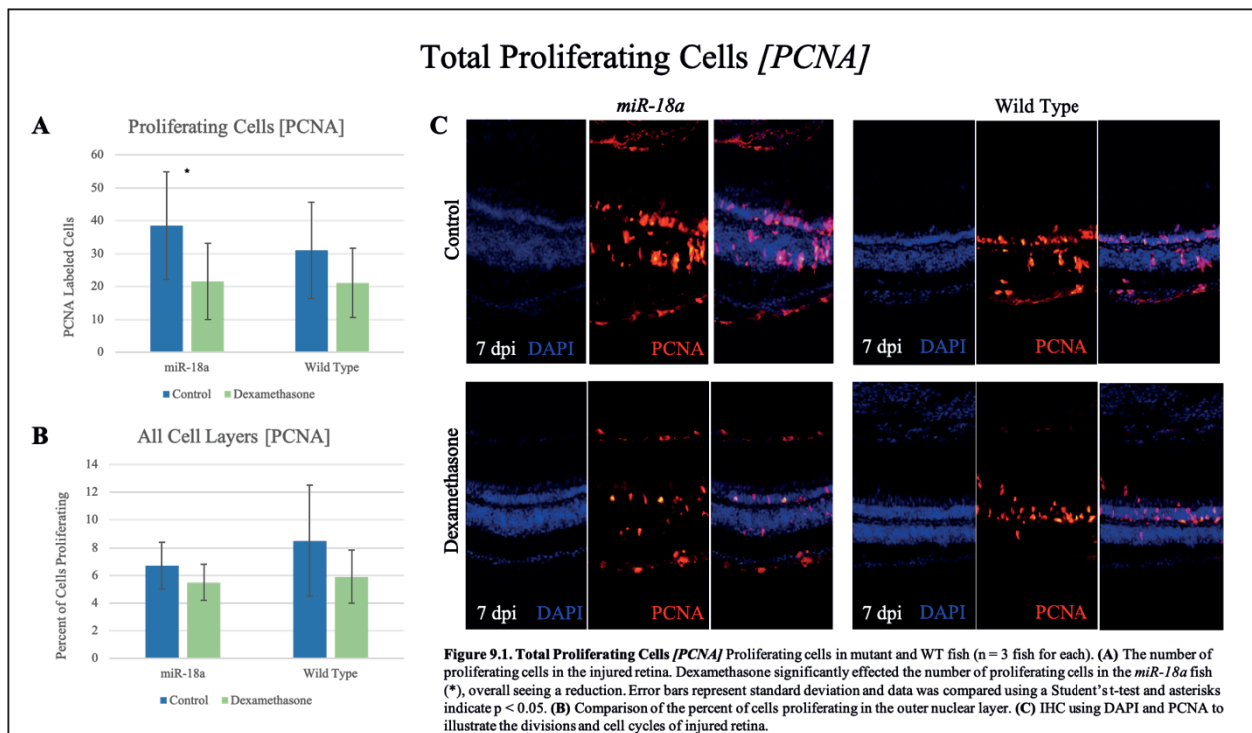 Total Proliferating Cells [PCNA]
A
Proliferating Cells [PCNA]
60
50
40
30
20
10
0
PCNA Labeled Cells
*
miR-18a
Wild Type
Control
Dexamethasone
B
All Cell Layers [PCNA]
14
12
10
8
6
4
2
0
Percent of Cells Proliferating
miR-18a
Wild Type
Control
Dexamethasone
C
miR-18a
Wild Type
Control
7 dpi DAPI
PCNA
7 dpi DAPI
PCNA
Dexamethasone
7 dpi DAPI
PCNA
7 dpi DAPI
PCNA
Figure 9.1. Total Proliferating Cells [PCNA] Proliferating cells in mutant and WT fish (n = 3 fish for each). (A) The number of
proliferating cells in the injured retina. Dexamethasone significantly effected the number of proliferating cells in the miR-18a fish
(*), overall seeing a reduction. Error bars represent standard deviation and data was compared using a Student's t-test and asterisks
indicate p < 0.05. (B) Comparison of the percent of cells proliferating in the outer nuclear layer. (C) IHC using DAPI and PCNA to
illustrate the divisions and cell cycles of injured retina.